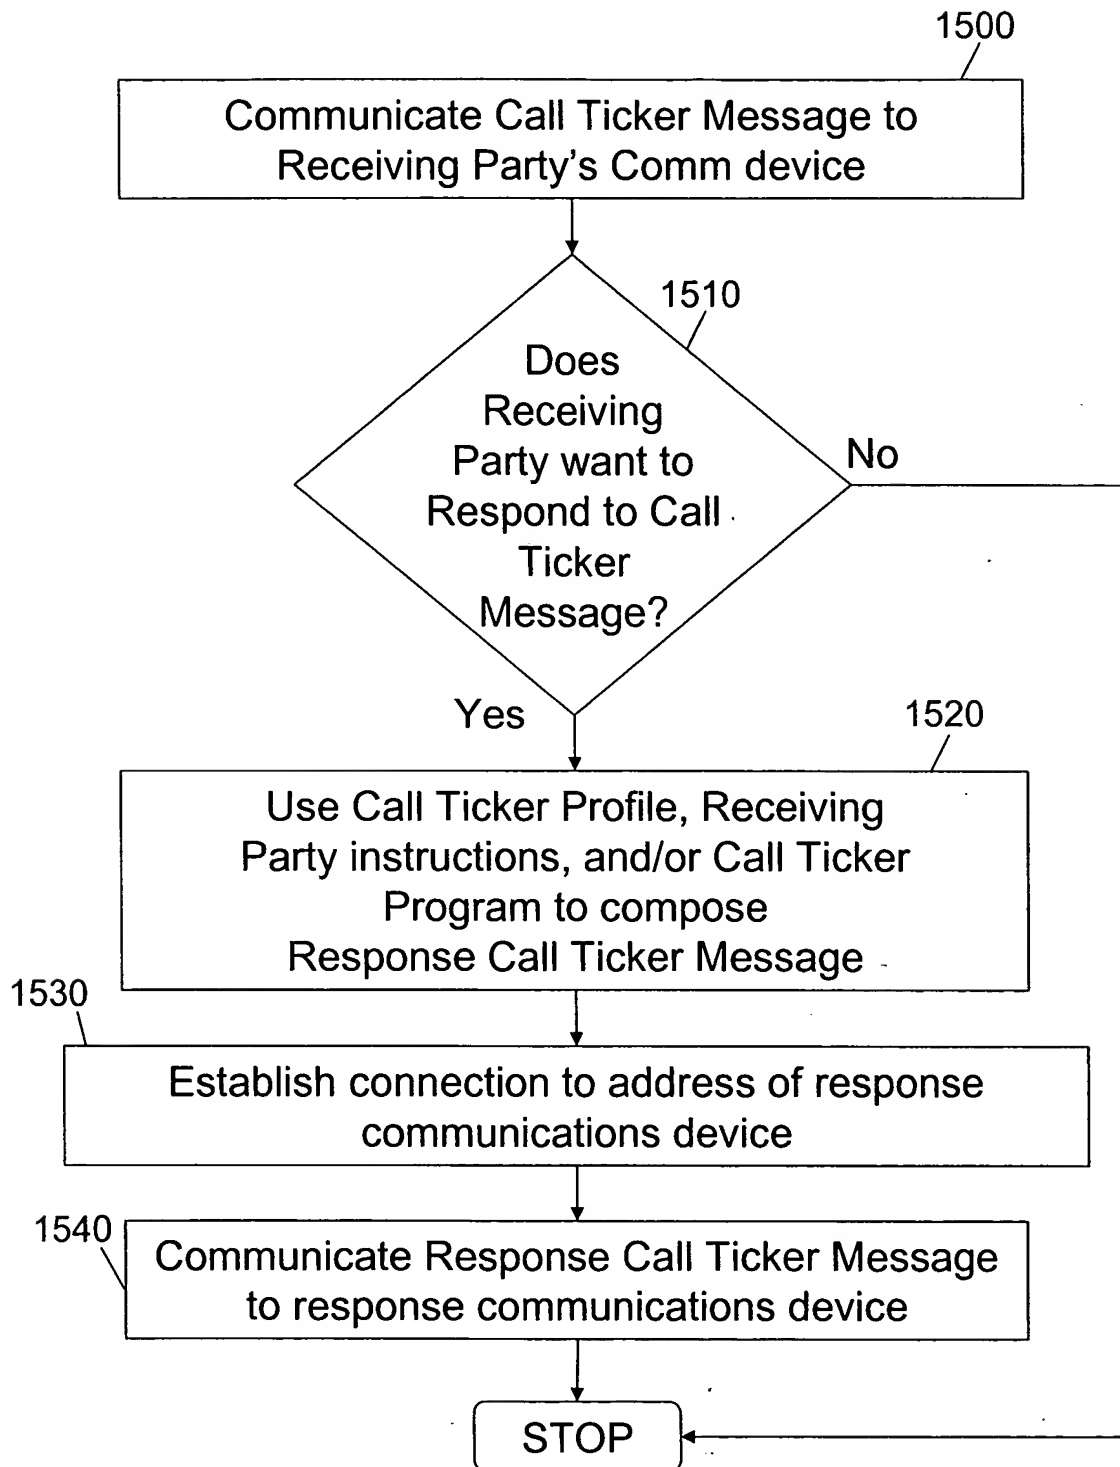 1500
Communicate Call Ticker Message to
Receiving Party's Comm device
1510
Does
Receiving
Party want to
Respond to Call
Ticker
Message?
No
Yes
1520
Use Call Ticker Profile, Receiving
Party instructions, and/or Call Ticker
Program to compose
Response Call Ticker Message
1530
Establish connection to address of response
communications device
1540
Communicate Response Call Ticker Message
to response communications device
STOP